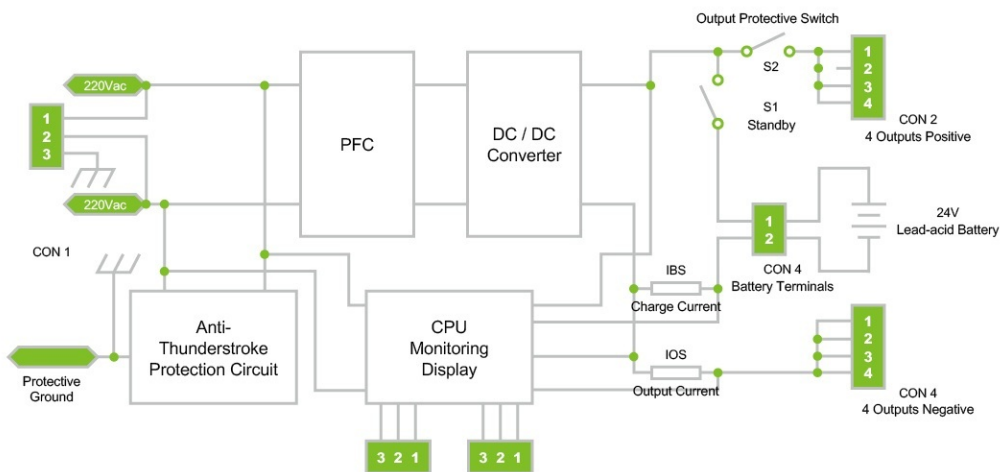 Output Protective Switch
220Vac
1
2
3
220Vac
CON 1
PFC
DC / DC
Converter
S2
S1
Standby
1
2
3
4
CON 2
4 Outputs Positive
1
2
24V
Lead-acid Battery
CON 4
Battery Terminals
IBS
Charge Current
Anti-
Thunderstroke
Protection Circuit
CPU
Monitoring
Display
Protective
Ground
IOS
Output Current
1
2
3
4
CON 4
4 Outputs Negative
3 2 1
3 2 1